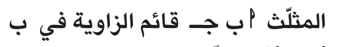 المثلّث أ ب جـ قائم الزاوية في ب